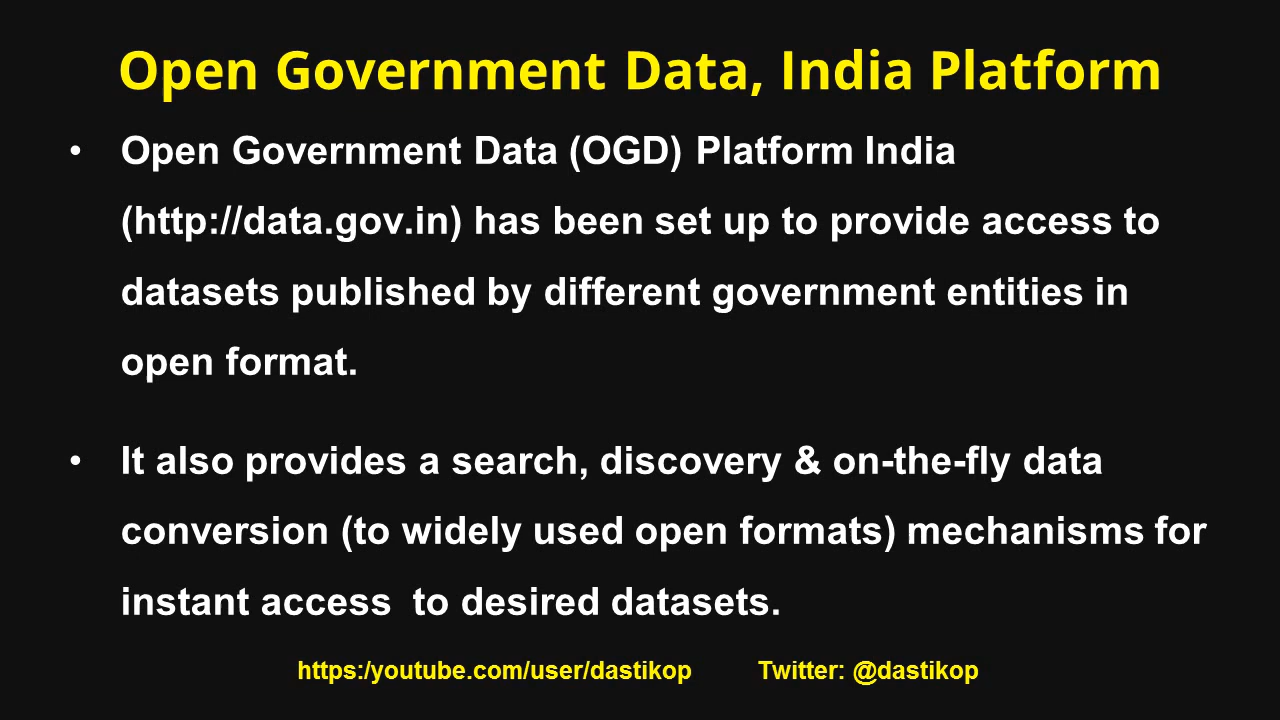 Open Government Data, India Platform
• Open Government Data (OGD) Platform India
(http://data.gov.in) has been set up to provide access to
datasets published by different government entities in
open format.
• It also provides a search, discovery & on-the-fly data
conversion (to widely used open formats) mechanisms for
instant access  to desired datasets.
https:/youtube.com/user/dastikop Twitter: @dastikop